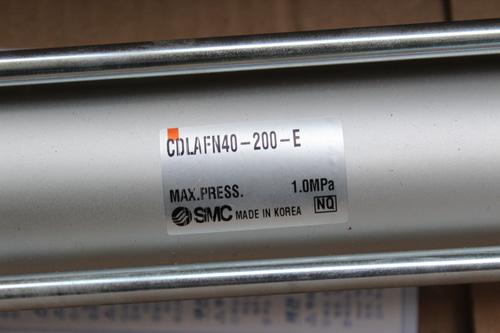 CDLAFN40-200-E
MAX.PRESS. 1.0MPa
SMC MADE IN KOREA NQ